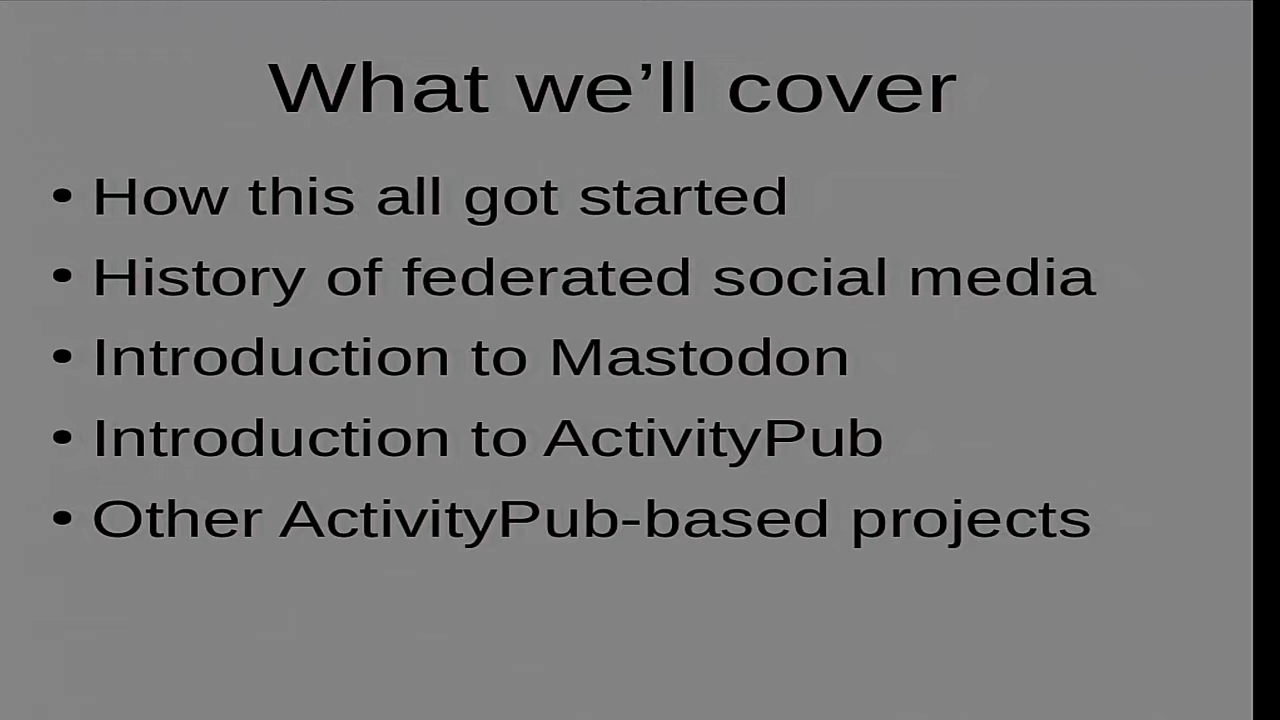 What we’ll cover
• How this all got started
• History of federated social media
• Introduction to Mastodon
• Introduction to ActivityPub
• Other ActivityPub-based projects